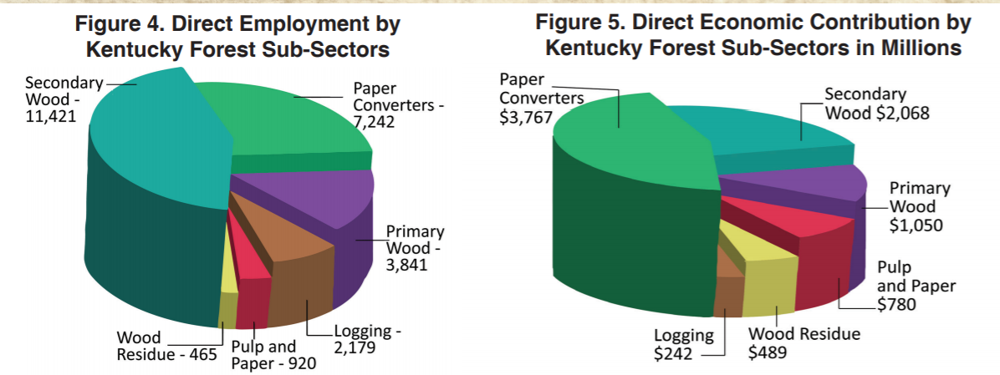 Figure 4. Direct Employment by
Kentucky Forest Sub-Sectors
Secondary
Wood -
11,421
Paper
Converters -
7,242
Primary
Wood -
3,841
Logging -
2,179
Pulp and
Paper - 920
Wood
Residue - 465
Figure 5. Direct Economic Contribution by
Kentucky Forest Sub-Sectors in Millions
Paper
Converters
$3,767
Secondary
Wood $2,068
Primary
Wood
$1,050
Pulp
and Paper
$780
Wood Residue
$489
Logging
$242